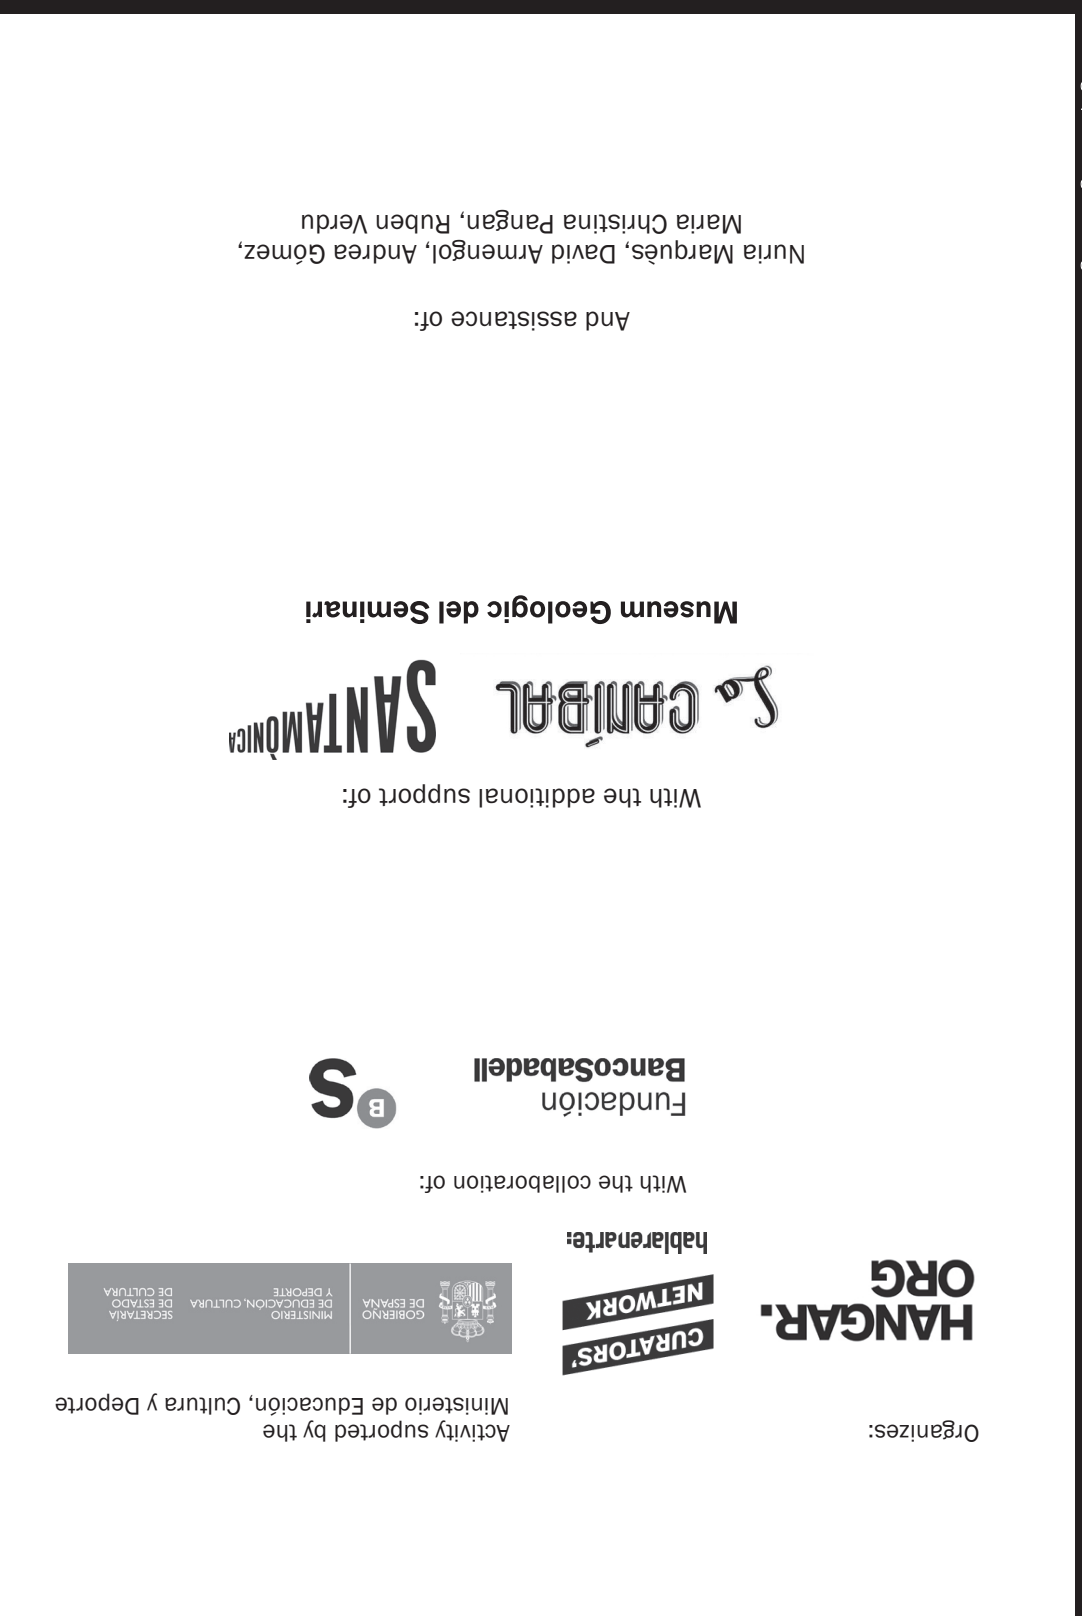 Organizes:
HANGAR.
ORG
CURATORS'
NETWORK
hablarenarte:
Activity suported by the
Ministerio de Educación, Cultura y Deporte
GOBIERNO
DE ESPAÑA
MINISTERIO
DE EDUCACIÓN, CULTURA
Y DEPORTE
SECRETARÍA
DE ESTADO
DE CULTURA
With the collaboration of:
Fundación
BancoSabadell
B S
With the additional support of:
La CANÍBAL
SANTAMÒNICA
Museum Geologic del Seminari
And assistance of:
Nuria Marquès, David Armengol, Andrea Gómez,
Maria Christina Pangan, Ruben Verdu